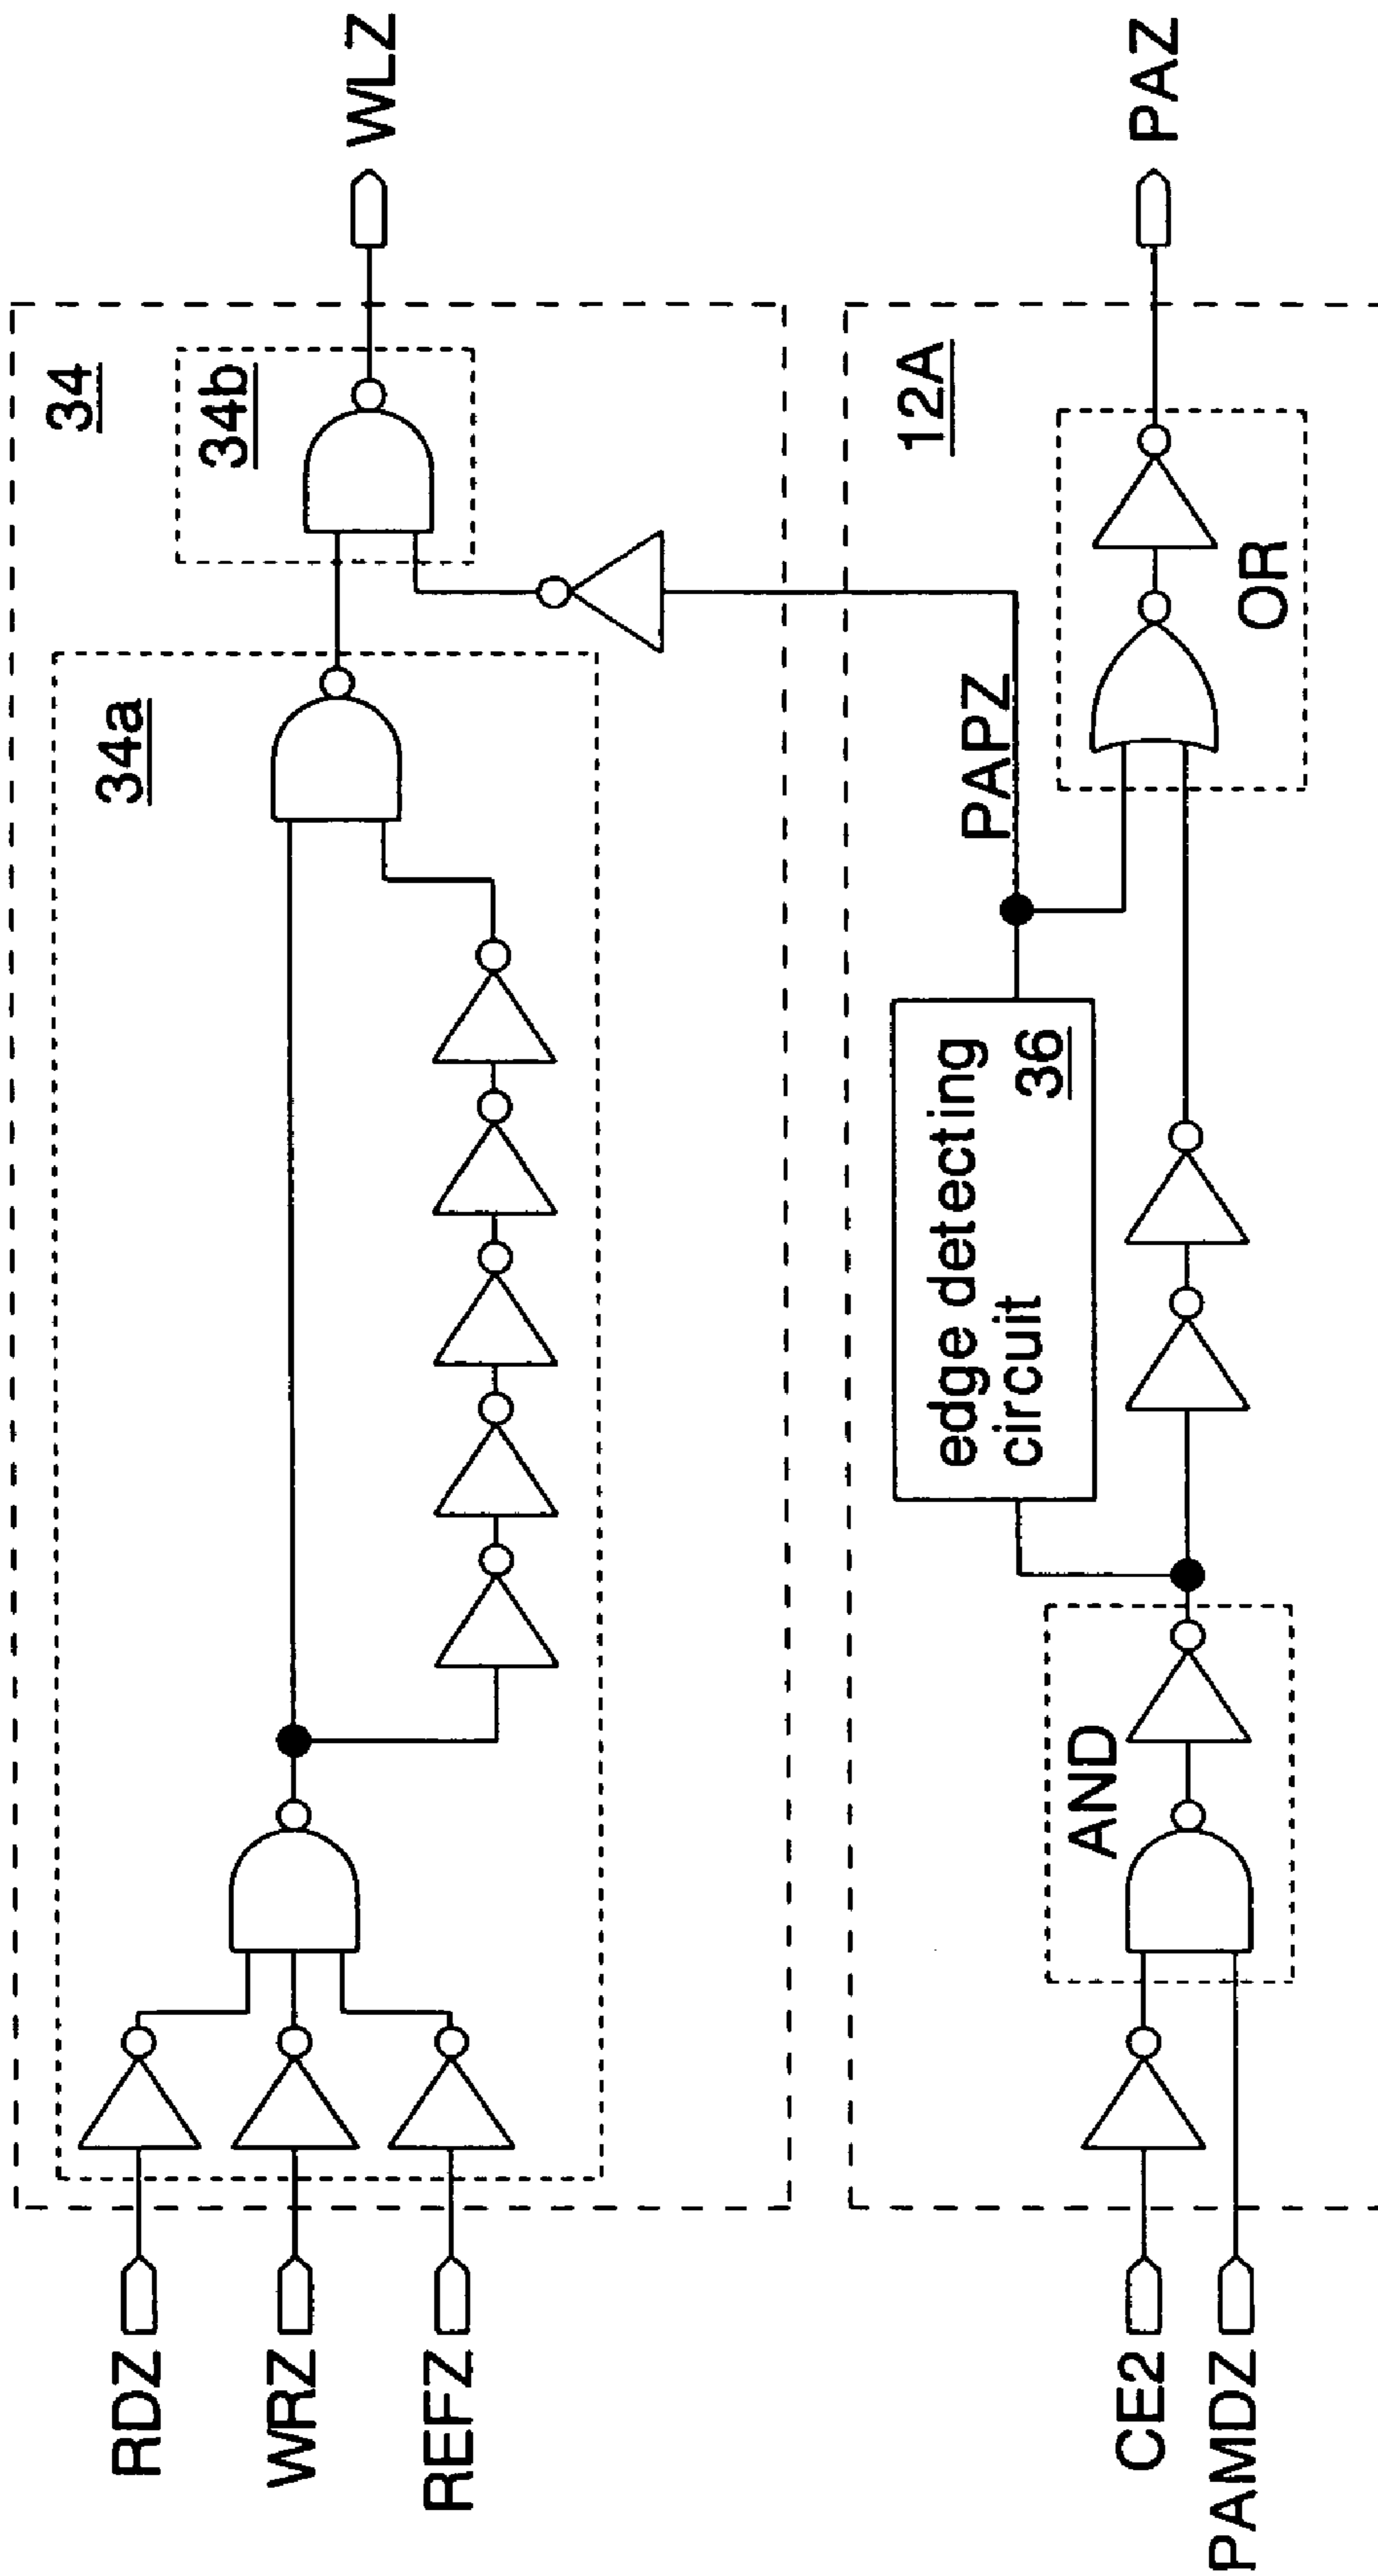 RDZ
WRZ
REFZ
34a
34b
34
WLZ
CE2
PAMDZ
AND
edge detecting
circuit
36
PAPZ
OR
12A
PAZ